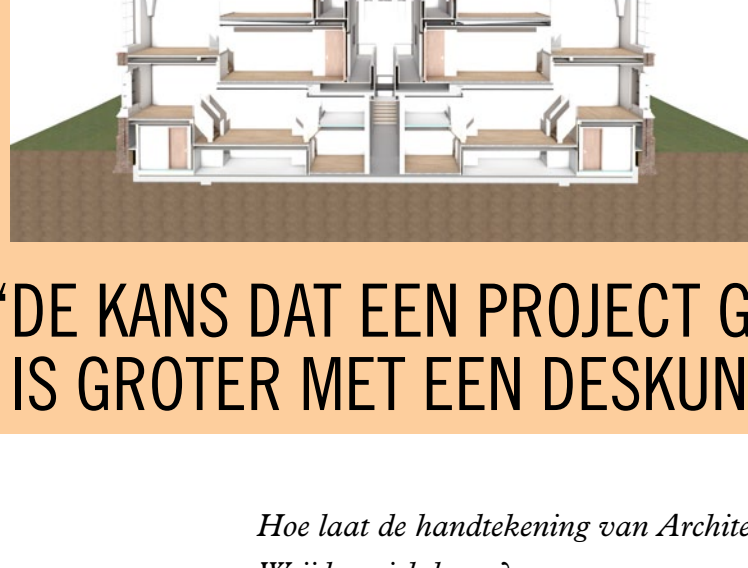 ‘DE KANS DAT EEN PROJECT G
IS GROTER MET EEN DESKUN
Hoe laat de handtekening van Archite